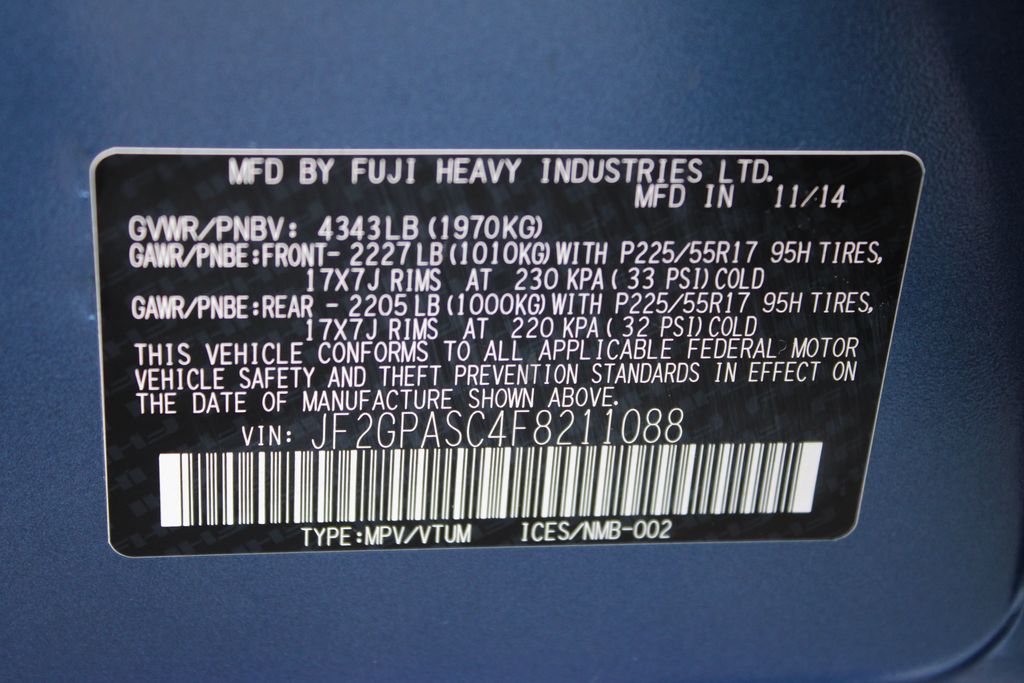 MFD BY FUJI HEAVY INDUSTRIES LTD.
MFD IN 11/14
GVWR/PNBV: 4343LB (1970KG)
GAWR/PNBE:FRONT- 2227LB (1010KG) WITH P225/55R17 95H TIRES,
17X7J RIMS AT 230 KPA ( 33 PSI) COLD
GAWR/PNBE:REAR - 2205LB (1000KG) WITH P225/55R17 95H TIRES,
17X7J RIMS AT 220 KPA ( 32 PSI) COLD
THIS VEHICLE CONFORMS TO ALL APPLICABLE FEDERAL MOTOR
VEHICLE SAFETY AND THEFT PREVENTION STANDARDS IN EFFECT ON
THE DATE OF MANUFACTURE SHOWN ABOVE.
VIN: JF2GPASC4F8211088
TYPE:MPV/VTUM ICES/NMB-002